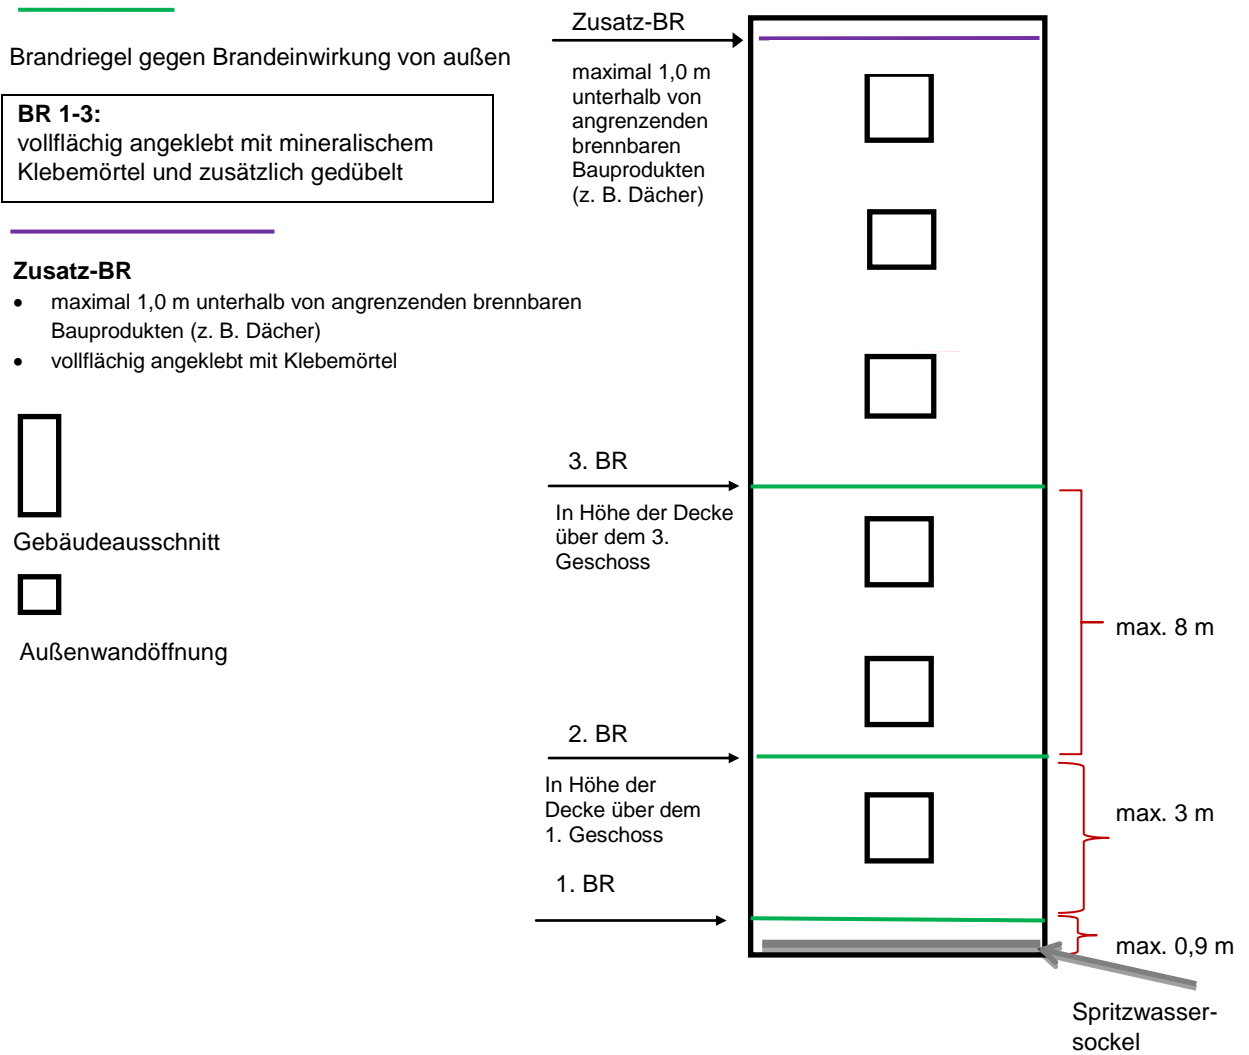 Brandriegel gegen Brandeinwirkung von außen
BR 1-3:
vollflächig angeklebt mit mineralischem
Klebemörtel und zusätzlich gedübelt
Zusatz-BR
• maximal 1,0 m unterhalb von angrenzenden brennbaren
Bauprodukten (z. B. Dächer)
• vollflächig angeklebt mit Klebemörtel
Gebäudeausschnitt
Außenwandöffnung
Zusatz-BR
maximal 1,0 m
unterhalb von
angrenzenden
brennbaren
Bauprodukten
(z. B. Dächer)
3. BR
In Höhe der Decke
über dem 3.
Geschoss
2. BR
In Höhe der
Decke über dem
1. Geschoss
1. BR
max. 8 m
max. 3 m
max. 0,9 m
Spritzwasser-
sockel